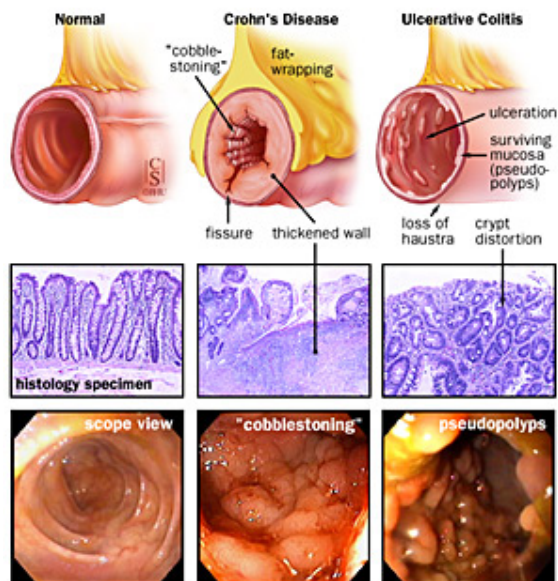 Normal
Crohn's Disease
Ulcerative Colitis
"cobble-
stoning"
fat-
wrapping
ulceration
surviving
mucosa
(pseudo-
polyps)
fissure
thickened wall
loss of
haustra
crypt
distortion
histology specimen
scope view
"cobblestoning"
pseudopolyps